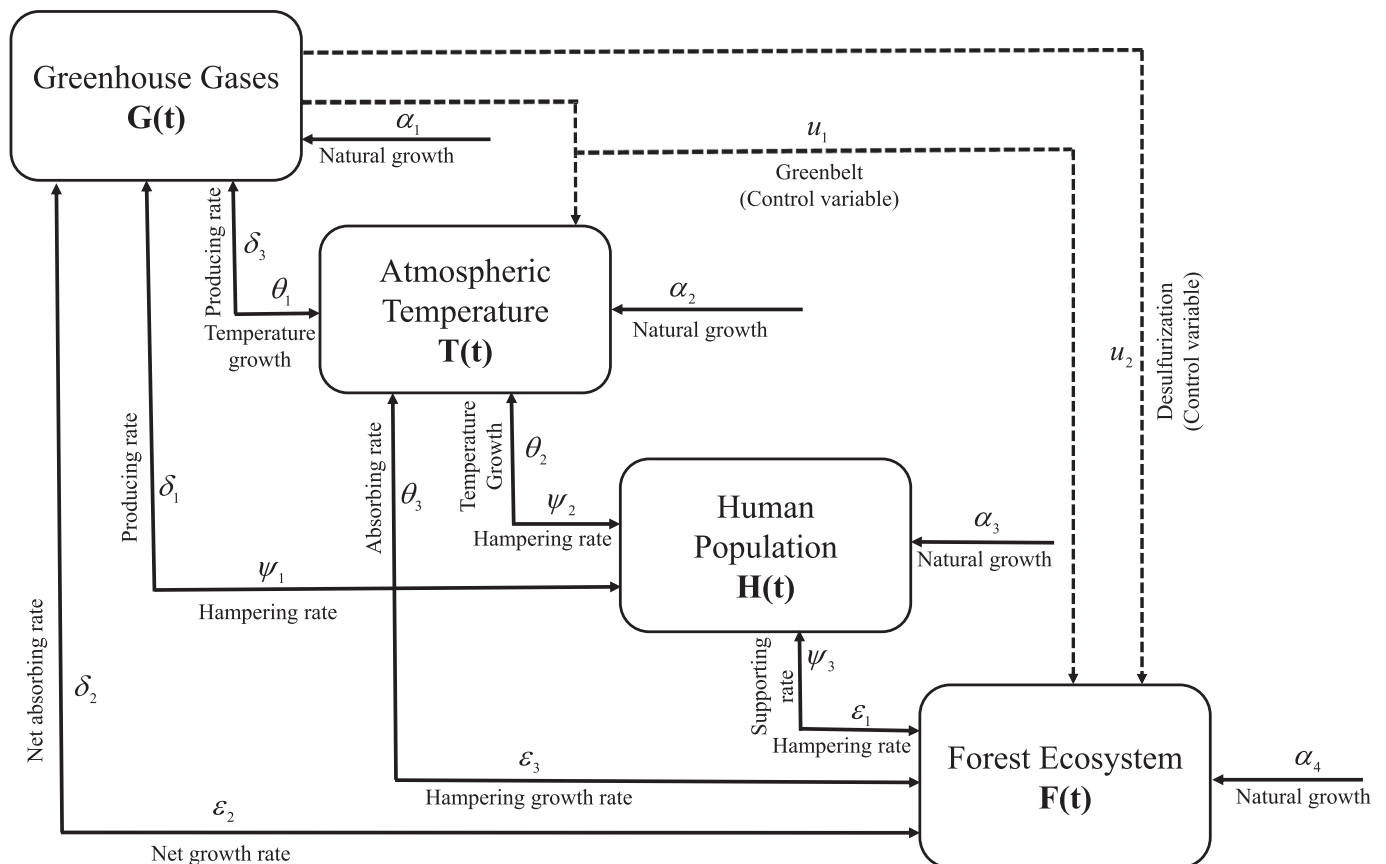 Greenhouse Gases
G(t)
α₁
Natural growth
u₁
Greenbelt
(Control variable)
Producing rate
δ₃
θ₁
Temperature
growth
Atmospheric
Temperature
T(t)
α₂
Natural growth
u₂
Desulfurization
(Control variable)
Producing rate
δ₁
Absorbing rate
θ₃
Temperature
Growth
θ₂
ψ₂
Hampering rate
Human
Population
H(t)
α₃
Natural growth
ψ₁
Hampering rate
Net absorbing rate
δ₂
Supporting
rate
ψ₃
ε₁
Hampering rate
ε₃
Hampering growth rate
Forest Ecosystem
F(t)
α₄
Natural growth
ε₂
Net growth rate